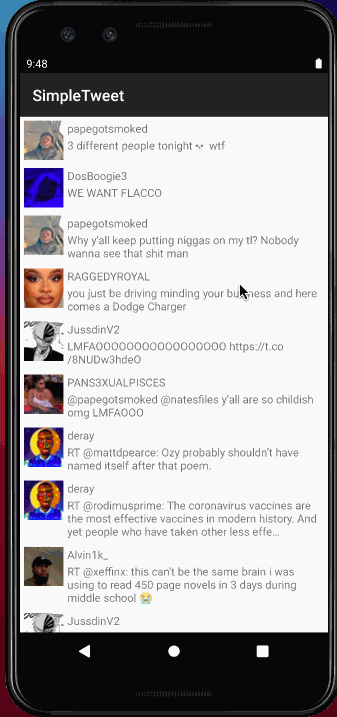 9:48
SimpleTweet
papegotsmoked
3 different people tonight 👀 wtf
DosBoogie3
WE WANT FLACCO
papegotsmoked
Why y'all keep putting niggas on my tl? Nobody
wanna see that shit man
RAGGEDYROYAL
you just be driving minding your business and here
comes a Dodge Charger
JussdinV2
LMFAOOOOOOOOOOOOOOOOO https://t.co
/8NUDw3hdeO
PANS3XUALPISCES
@papegotsmoked @natesfiles y'all are so childish
omg LMFAOOO
deray
RT @mattdpearce: Ozy probably shouldn't have
named itself after that poem.
deray
RT @rodimusprime: The coronavirus vaccines are
the most effective vaccines in modern history. And
yet people who have taken other less effe…
Alvin1k_
RT @xeffinx: this can't be the same brain i was
using to read 450 page novels in 3 days during
middle school 😭
JussdinV2